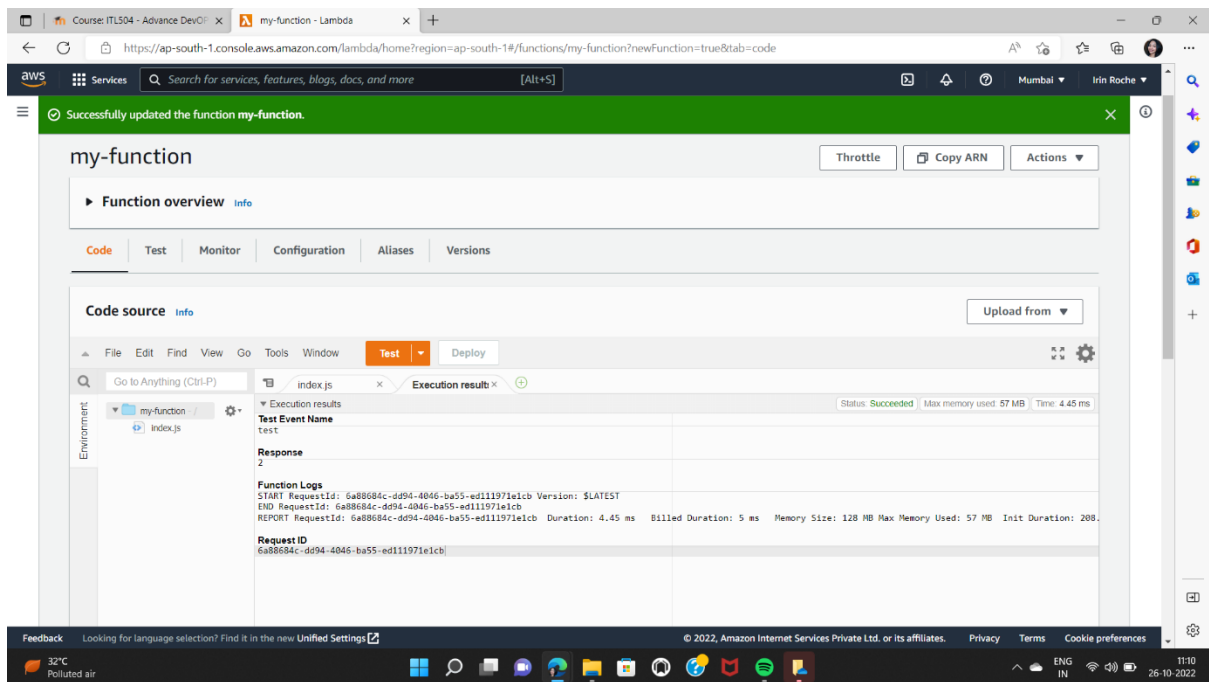 Course: ITL504 - Advance DevOP
my-function - Lambda
https://ap-south-1.console.aws.amazon.com/lambda/home?region=ap-south-1#/functions/my-function?newFunction=true&tab=code
aws Services Search for services, features, blogs, docs, and more [Alt+S] Mumbai ▼ Irin Roche ▼
Successfully updated the function my-function.
my-function Throttle Copy ARN Actions ▼
Function overview Info
Code Test Monitor Configuration Aliases Versions
Code source Info Upload from ▼
File Edit Find View Go Tools Window Test Deploy
Go to Anything (Ctrl-P) index.js × Execution results ×
Environment
my-function /
index.js
Execution results Status: Succeeded Max memory used: 57 MB Time: 4.45 ms
Test Event Name
test
Response
2
Function Logs
START RequestId: 6a88684c-dd94-4046-ba55-ed111971e1cb Version: $LATEST
END RequestId: 6a88684c-dd94-4046-ba55-ed111971e1cb
REPORT RequestId: 6a88684c-dd94-4046-ba55-ed111971e1cb Duration: 4.45 ms Billed Duration: 5 ms Memory Size: 128 MB Max Memory Used: 57 MB Init Duration: 208.
Request ID
6a88684c-dd94-4046-ba55-ed111971e1cb
Feedback Looking for language selection? Find it in the new Unified Settings © 2022, Amazon Internet Services Private Ltd. or its affiliates. Privacy Terms Cookie preferences
32°C
Polluted air
ENG
IN
11:10
26-10-2022